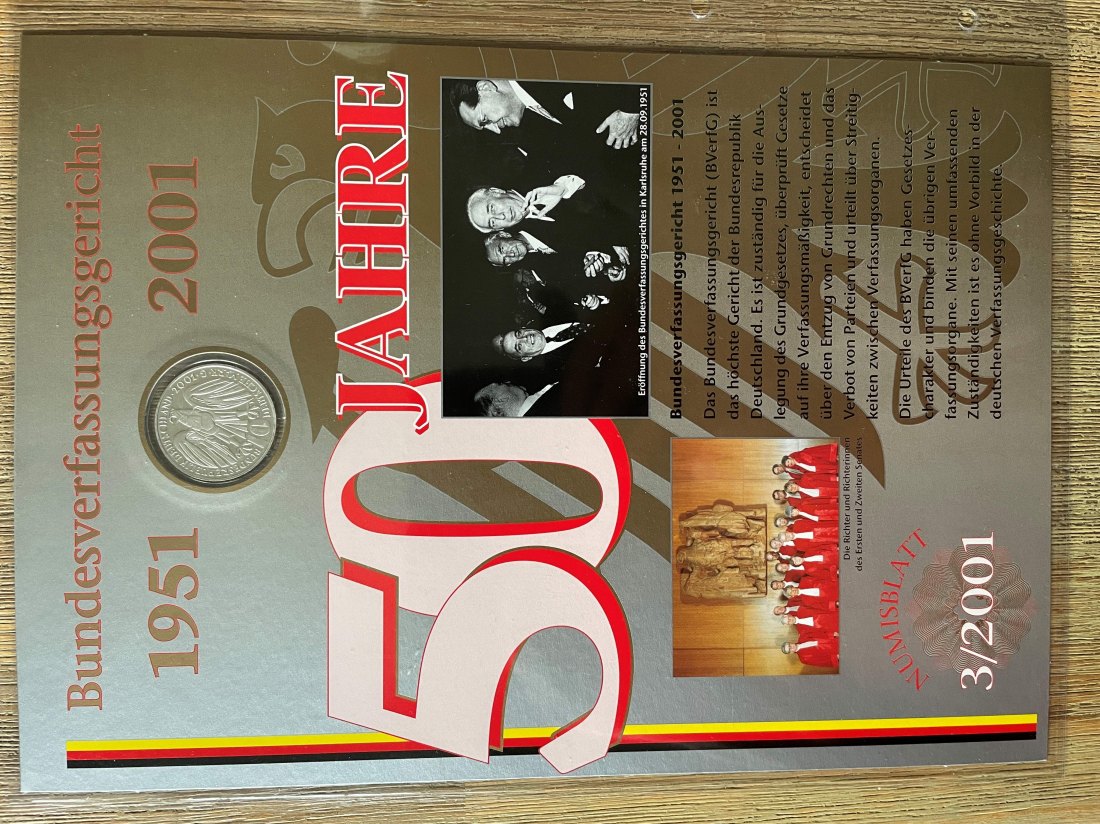 Bundesverfassungsgericht
1951 2001
50 JAHRE
Eröffnung des Bundesverfassungsgerichtes in Karlsruhe am 28.09.1951
Bundesverfassungsgericht 1951 - 2001
Das Bundesverfassungsgericht (BVerfG) ist
das höchste Gericht der Bundesrepublik
Deutschland. Es ist zuständig für die Aus-
legung des Grundgesetzes, überprüft Gesetze
auf ihre Verfassungsmäßigkeit, entscheidet
über den Entzug von Grundrechten und das
Verbot von Parteien und urteilt über Streitig-
keiten zwischen Verfassungsorganen.
Die Urteile des BVerfG haben Gesetzes-
charakter und binden die übrigen Ver-
fassungsorgane. Mit seinen umfassenden
Zuständigkeiten ist es ohne Vorbild in der
deutschen Verfassungsgeschichte.
Die Richter und Richterinnen
des Ersten und Zweiten Senates
NUMISBLATT
3/2001